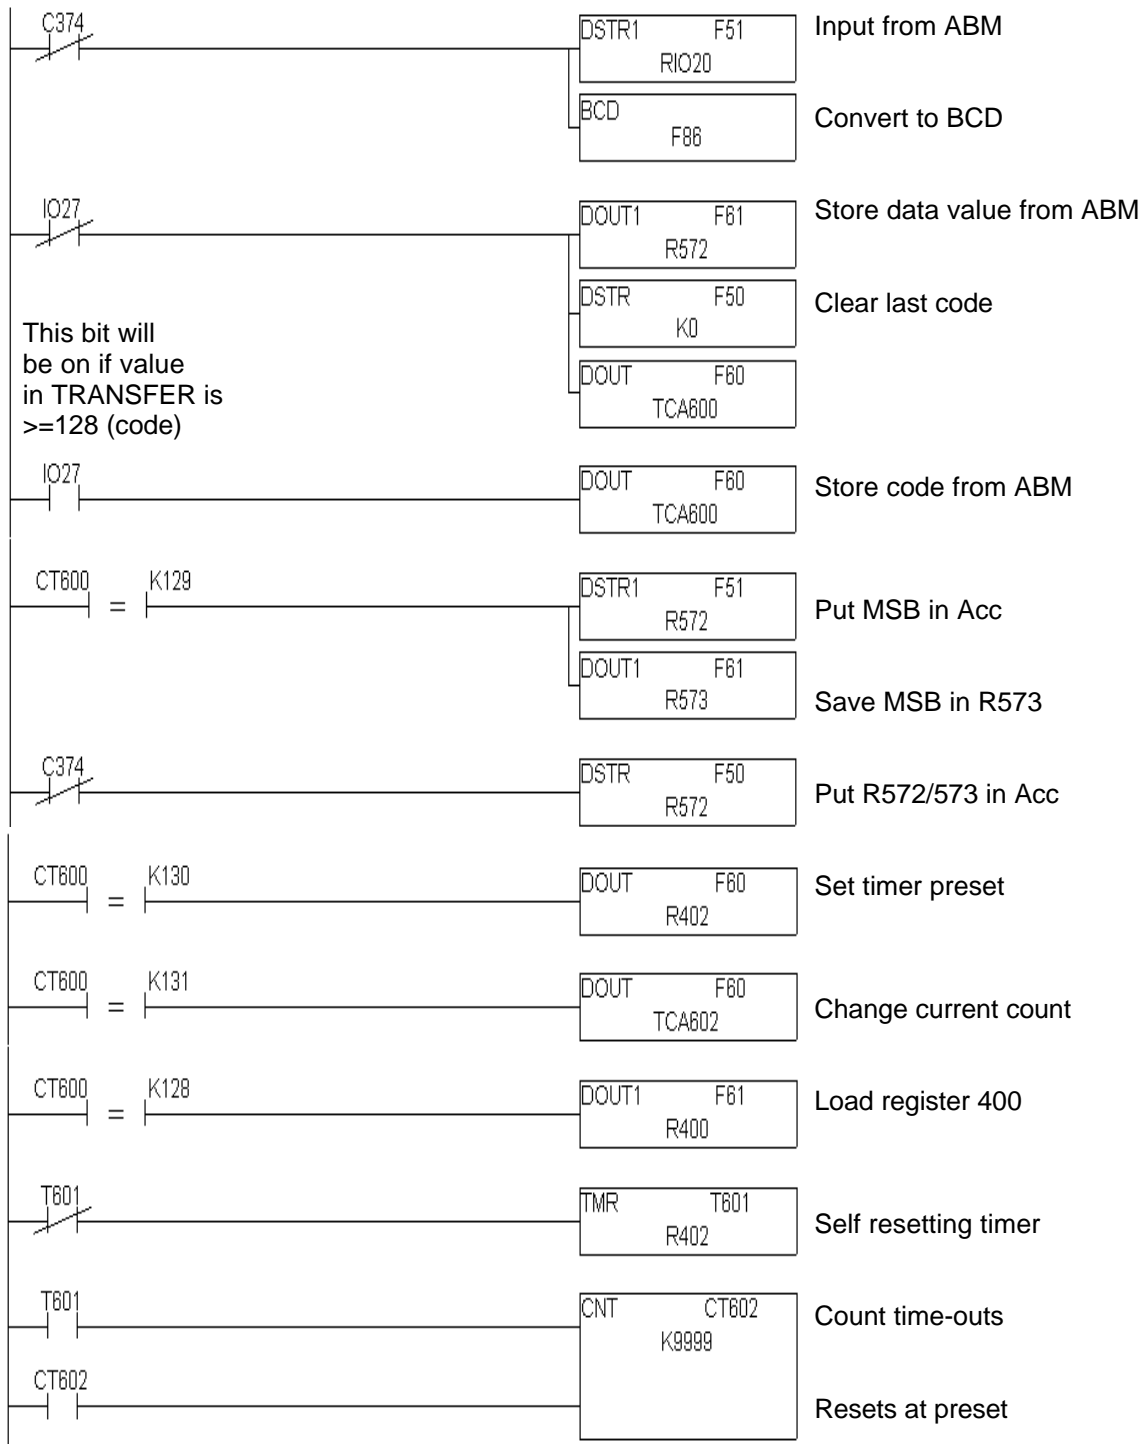 C374
DSTR1 F51
RIO20
Input from ABM
BCD
F86
Convert to BCD
IO27
DOUT1 F61
R572
Store data value from ABM
DSTR F50
K0
Clear last code
This bit will
be on if value
in TRANSFER is
>=128 (code)
DOUT F60
TCA600
IO27
DOUT F60
TCA600
Store code from ABM
CT600 = K129
DSTR1 F51
R572
Put MSB in Acc
DOUT1 F61
R573
Save MSB in R573
C374
DSTR F50
R572
Put R572/573 in Acc
CT600 = K130
DOUT F60
R402
Set timer preset
CT600 = K131
DOUT F60
TCA602
Change current count
CT600 = K128
DOUT1 F61
R400
Load register 400
T601
TMR T601
R402
Self resetting timer
T601
CNT CT602
K9999
Count time-outs
CT602
Resets at preset